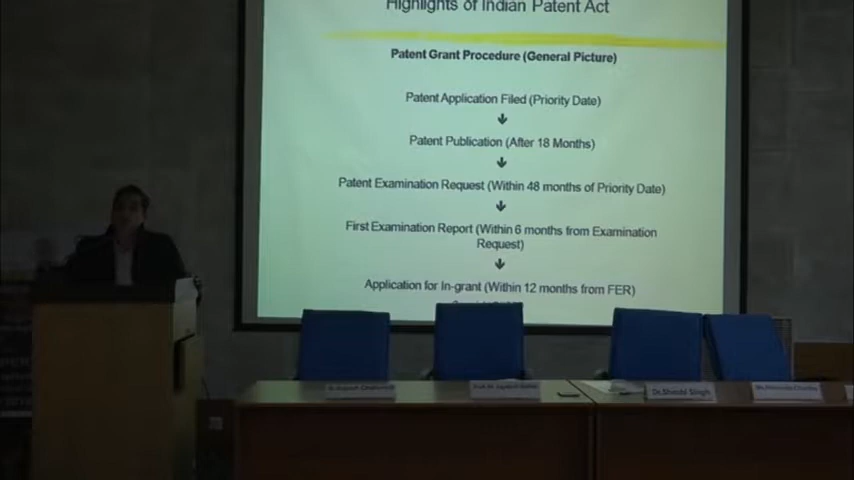 Highlights of Indian Patent Act
Patent Grant Procedure (General Picture)
Patent Application Filed (Priority Date)
Patent Publication (After 18 Months)
Patent Examination Request (Within 48 months of Priority Date)
First Examination Report (Within 6 months from Examination
Request)
Application for In-grant (Within 12 months from FER)
Dr.Shashi Singh